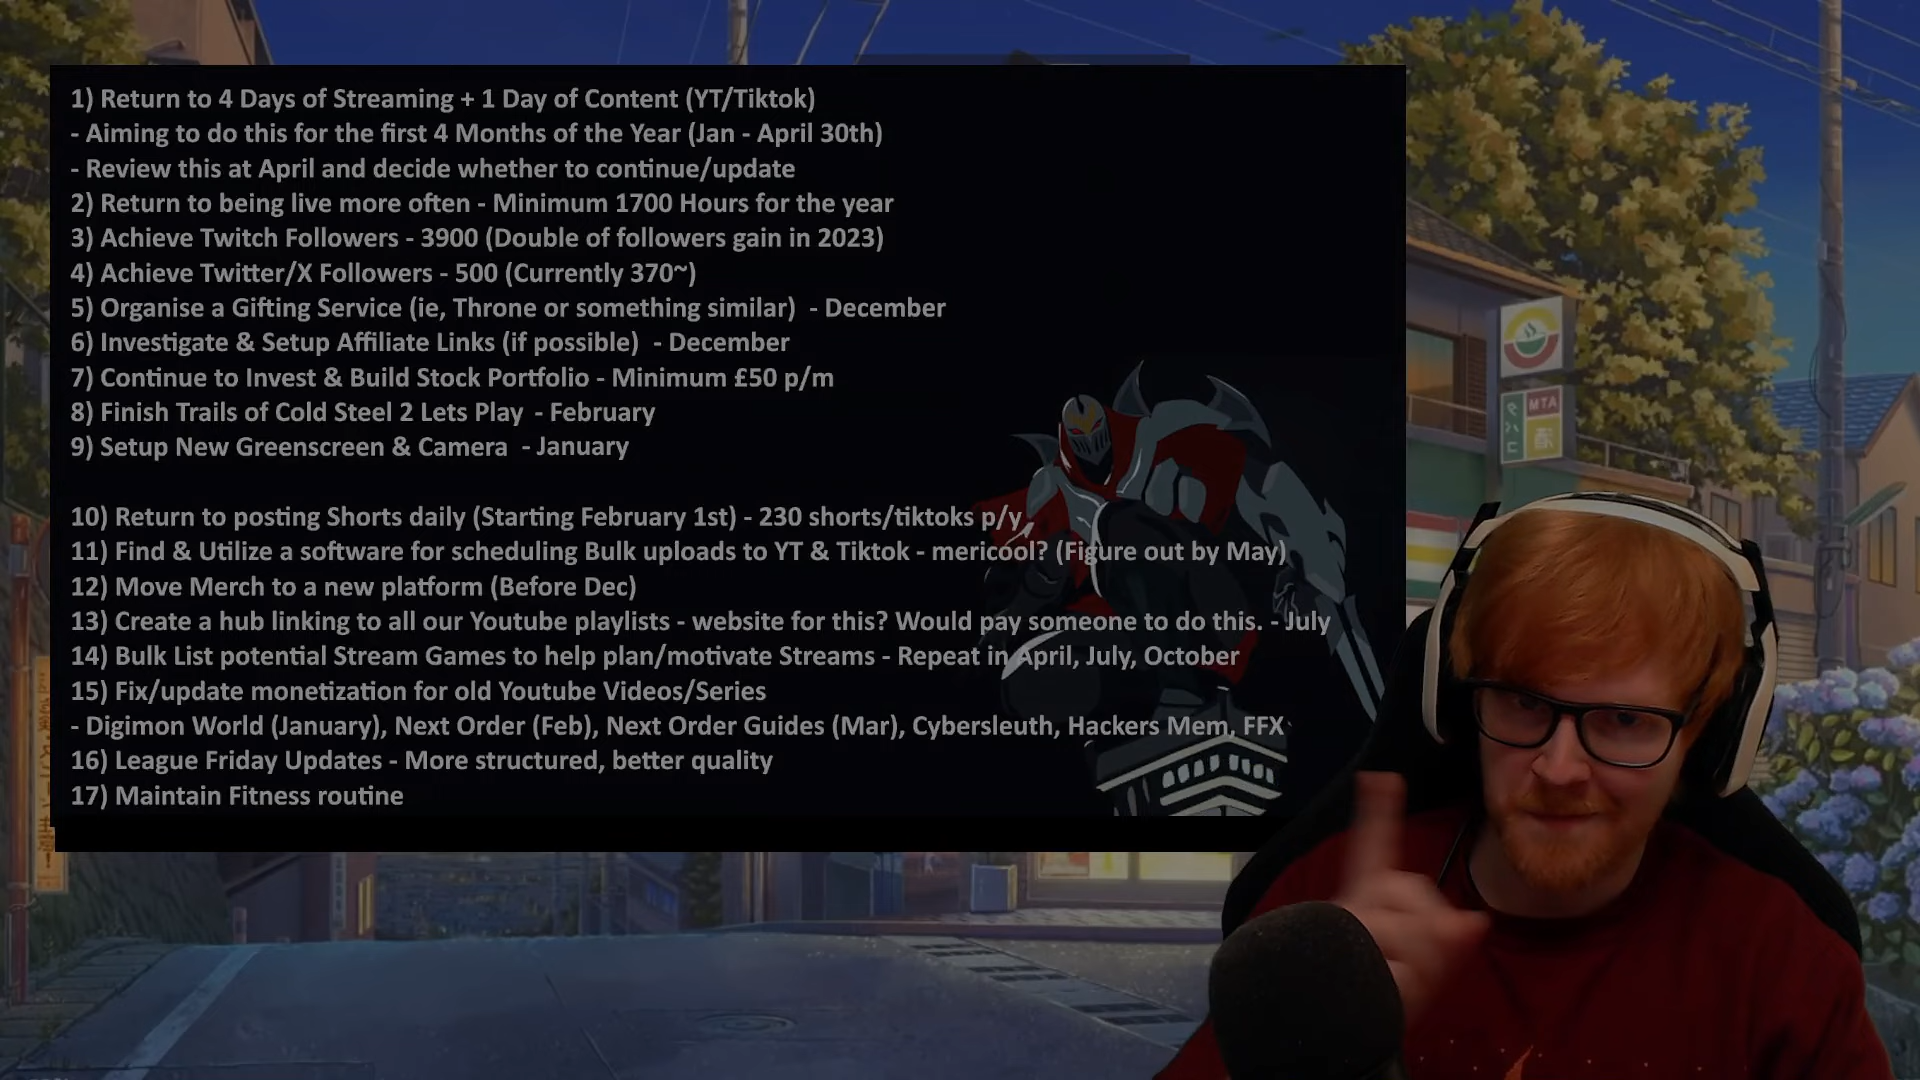 1) Return to 4 Days of Streaming + 1 Day of Content (YT/Tiktok)
- Aiming to do this for the first 4 Months of the Year (Jan - April 30th)
- Review this at April and decide whether to continue/update
2) Return to being live more often - Minimum 1700 Hours for the year
3) Achieve Twitch Followers - 3900 (Double of followers gain in 2023)
4) Achieve Twitter/X Followers - 500 (Currently 370~)
5) Organise a Gifting Service (ie, Throne or something similar) - December
6) Investigate & Setup Affiliate Links (if possible) - December
7) Continue to Invest & Build Stock Portfolio - Minimum £50 p/m
8) Finish Trails of Cold Steel 2 Lets Play - February
9) Setup New Greenscreen & Camera - January
10) Return to posting Shorts daily (Starting February 1st) - 230 shorts/tiktoks p/y,
11) Find & Utilize a software for scheduling Bulk uploads to YT & Tiktok - mericool? (Figure out by May)
12) Move Merch to a new platform (Before Dec)
13) Create a hub linking to all our Youtube playlists - website for this? Would pay someone to do this. - July
14) Bulk List potential Stream Games to help plan/motivate Streams - Repeat in April, July, October
15) Fix/update monetization for old Youtube Videos/Series
- Digimon World (January), Next Order (Feb), Next Order Guides (Mar), Cybersleuth, Hackers Mem, FFX
16) League Friday Updates - More structured, better quality
17) Maintain Fitness routine
MTA